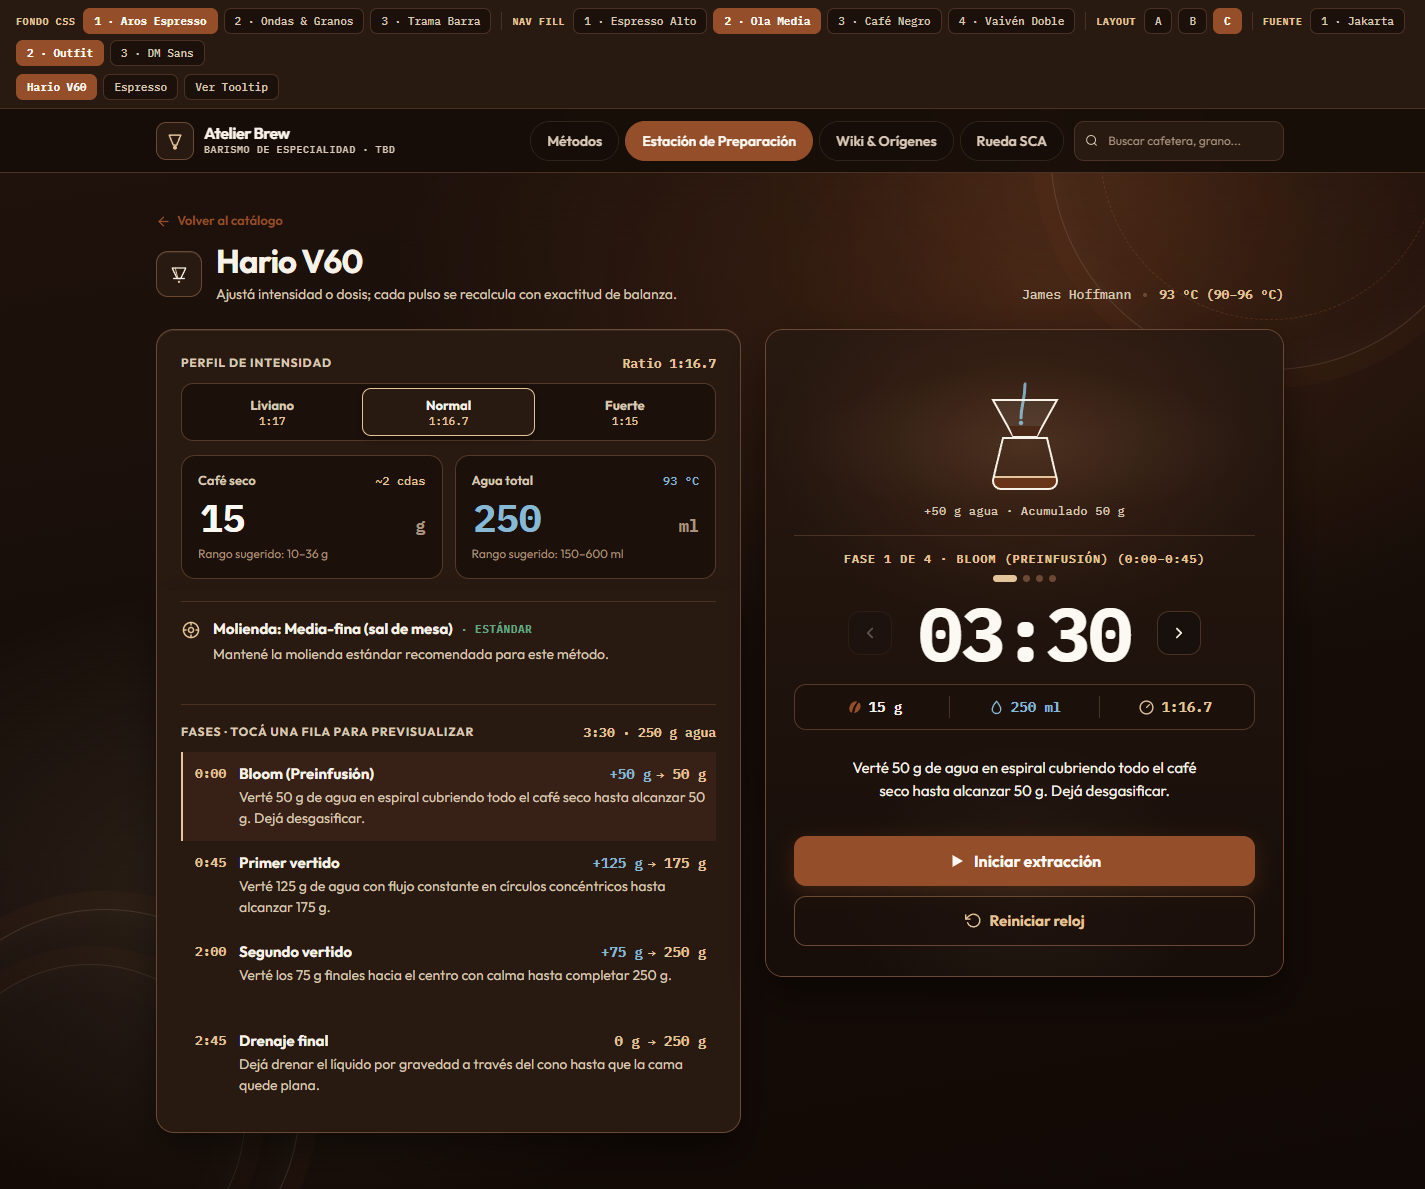 FONDO CSS 1 · Aros Espresso 2 · Ondas & Granos 3 · Trama Barra NAV FILL 1 · Espresso Alto 2 · Ola Media 3 · Café Negro 4 · Vaivén Doble LAYOUT A B C FUENTE 1 · Jakarta
2 · Outfit 3 · DM Sans
Hario V60 Espresso Ver Tooltip
Atelier Brew
BARISMO DE ESPECIALIDAD · TBD
Métodos Estación de Preparación Wiki & Orígenes Rueda SCA Buscar cafetera, grano...
← Volver al catálogo
Hario V60
Ajustá intensidad o dosis; cada pulso se recalcula con exactitud de balanza.
James Hoffmann • 93 °C (90–96 °C)
PERFIL DE INTENSIDAD Ratio 1:16.7
Liviano Normal Fuerte
1:17 1:16.7 1:15
Café seco ~2 cdas
15 g
Rango sugerido: 10–36 g
Agua total 93 °C
250 ml
Rango sugerido: 150–600 ml
Molienda: Media-fina (sal de mesa) · ESTÁNDAR
Mantené la molienda estándar recomendada para este método.
FASES · TOCÁ UNA FILA PARA PREVISUALIZAR 3:30 · 250 g agua
0:00 Bloom (Preinfusión) +50 g → 50 g
Verté 50 g de agua en espiral cubriendo todo el café seco hasta alcanzar 50
g. Dejá desgasificar.
0:45 Primer vertido +125 g → 175 g
Verté 125 g de agua con flujo constante en círculos concéntricos hasta
alcanzar 175 g.
2:00 Segundo vertido +75 g → 250 g
Verté los 75 g finales hacia el centro con calma hasta completar 250 g.
2:45 Drenaje final 0 g → 250 g
Dejá drenar el líquido por gravedad a través del cono hasta que la cama
quede plana.
+50 g agua · Acumulado 50 g
FASE 1 DE 4 · BLOOM (PREINFUSIÓN) (0:00–0:45)
03:30
15 g 250 ml 1:16.7
Verté 50 g de agua en espiral cubriendo todo el café
seco hasta alcanzar 50 g. Dejá desgasificar.
Iniciar extracción
Reiniciar reloj